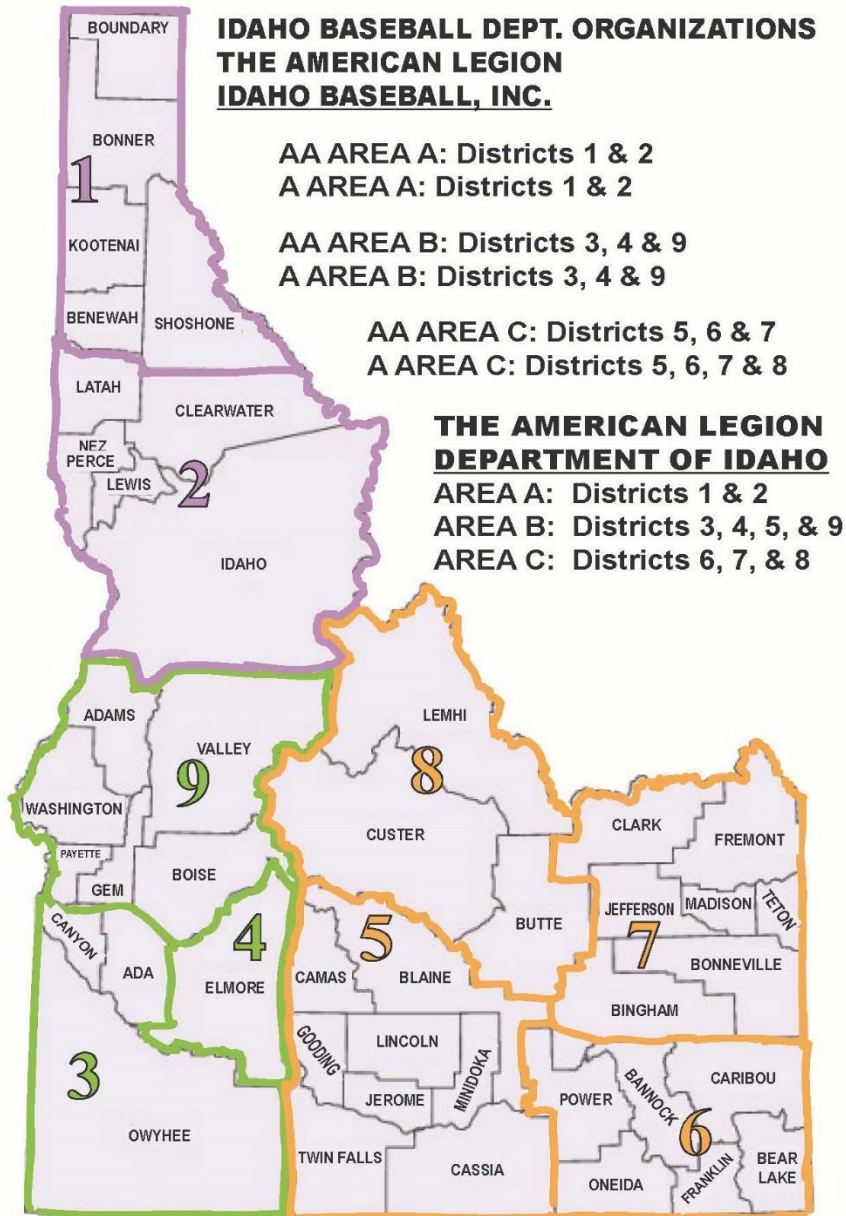 IDAHO BASEBALL DEPT. ORGANIZATIONS
THE AMERICAN LEGION
IDAHO BASEBALL, INC.
AA AREA A: Districts 1 & 2
A AREA A: Districts 1 & 2
AA AREA B: Districts 3, 4 & 9
A AREA B: Districts 3, 4 & 9
AA AREA C: Districts 5, 6 & 7
A AREA C: Districts 5, 6, 7 & 8
THE AMERICAN LEGION
DEPARTMENT OF IDAHO
AREA A: Districts 1 & 2
AREA B: Districts 3, 4, 5, & 9
AREA C: Districts 6, 7, & 8
BOUNDARY
BONNER
1
KOOTENAI
BENEWAH
SHOSHONE
LATAH
CLEARWATER
NEZ
PERCE
LEWIS
2
IDAHO
ADAMS
VALLEY
9
WASHINGTON
PAYETTE
GEM
BOISE
LEMHI
8
CUSTER
BUTTE
CLARK
FREMONT
JEFFERSON
MADISON
TETON
7
BONNEVILLE
BINGHAM
CANYON
ADA
4
ELMORE
3
OWYHEE
5
CAMAS
BLAINE
GOODING
LINCOLN
JEROME
MINIDOKA
TWIN FALLS
CASSIA
POWER
BANNOCK
CARIBOU
6
ONEIDA
FRANKLIN
BEAR
LAKE